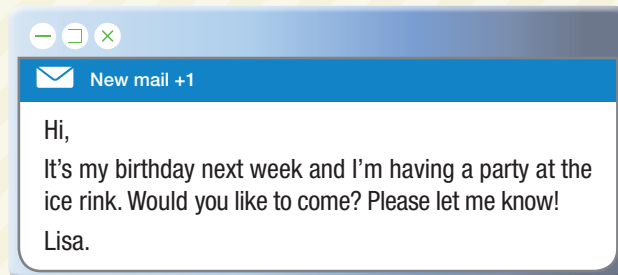 New mail +1
Hi,
It's my birthday next week and I'm having a party at the
ice rink. Would you like to come? Please let me know!
Lisa.